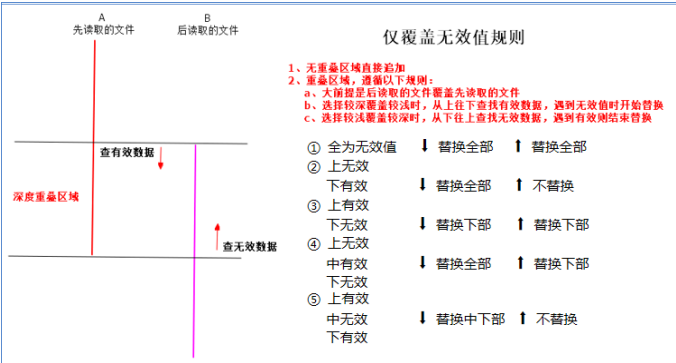 A
先读取的文件
B
后读取的文件
仅覆盖无效值规则
1、无重叠区域直接追加
2、重叠区域，遵循以下规则：
a、大前提是后读取的文件覆盖先读取的文件
b、选择较深覆盖较浅时，从上往下查找有效数据，遇到无效值时开始替换
c、选择较浅覆盖较深时，从下往上查找无效数据，遇到有效则结束替换
查有效数据
深度重叠区域
查无效数据
① 全为无效值 ⬇ 替换全部 ⬆ 替换全部
② 上无效
下有效 ⬇ 替换全部 ⬆ 不替换
③ 上有效
下无效 ⬇ 替换下部 ⬆ 替换下部
④ 上无效
中有效 ⬇ 替换全部 ⬆ 替换下部
下无效
⑤ 上有效
中无效 ⬇ 替换中下部 ⬆ 不替换
下有效